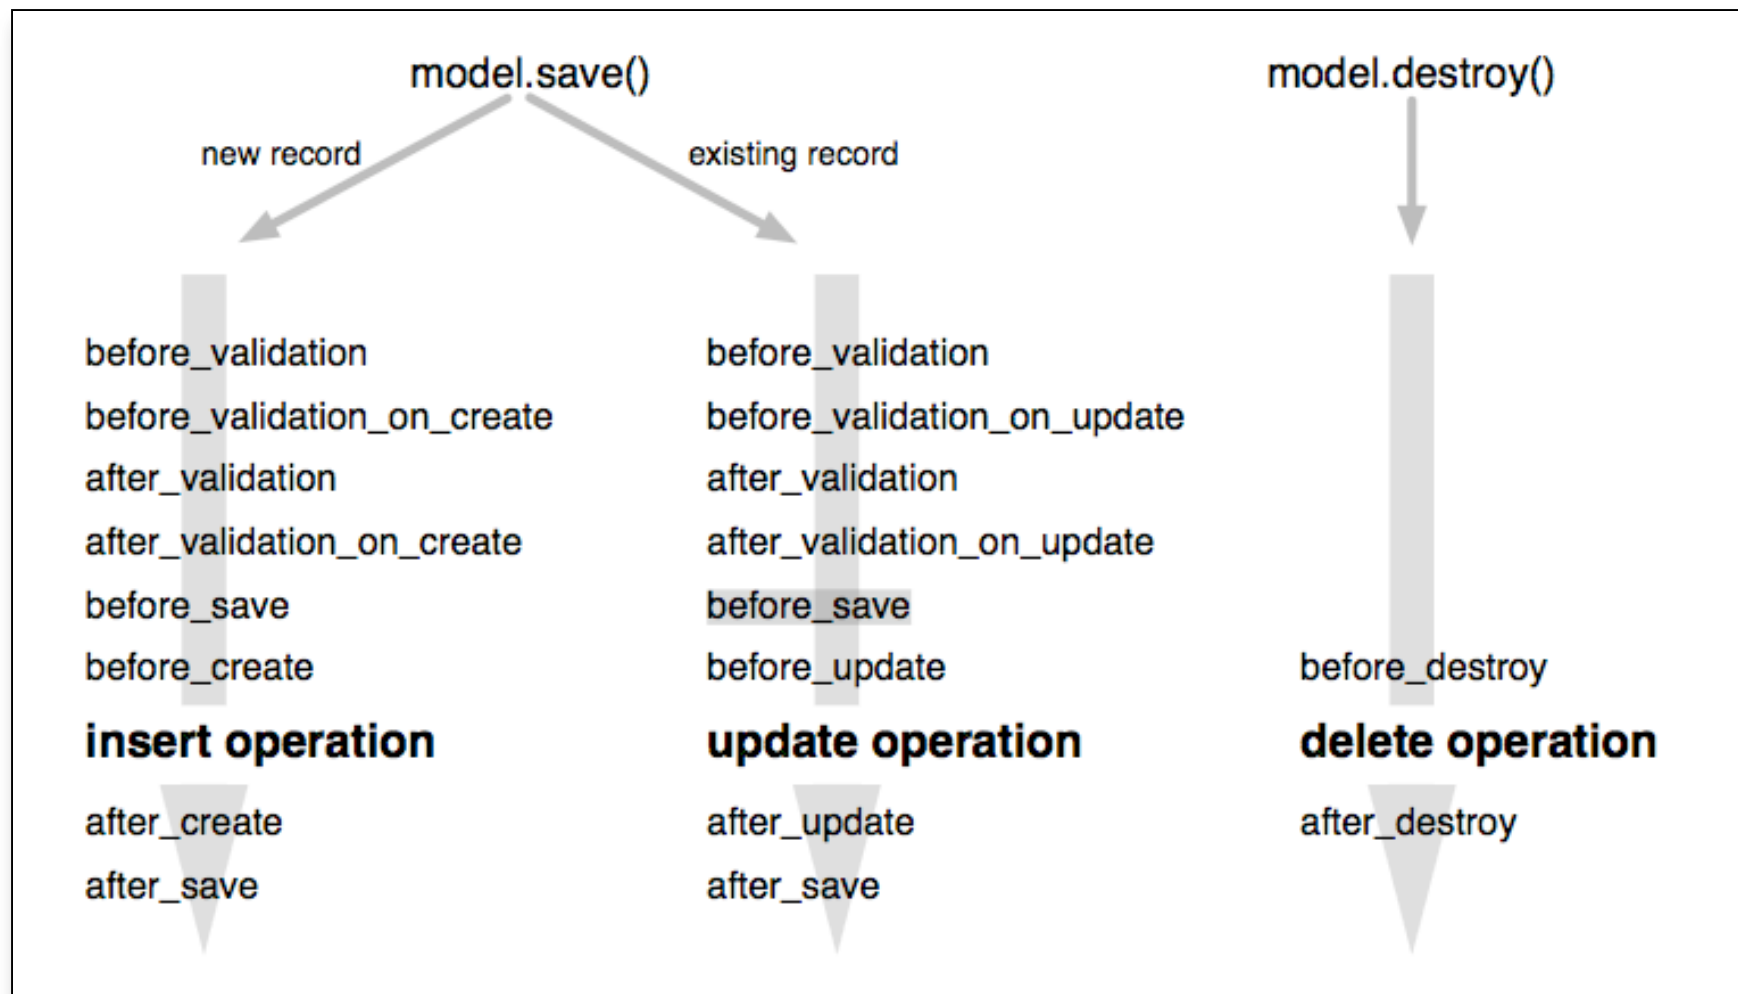 model.save()
new record
existing record
before_validation
before_validation_on_create
after_validation
after_validation_on_create
before_save
before_create
insert operation
after_create
after_save
before_validation
before_validation_on_update
after_validation
after_validation_on_update
before_save
before_update
update operation
after_update
after_save
model.destroy()
before_destroy
delete operation
after_destroy